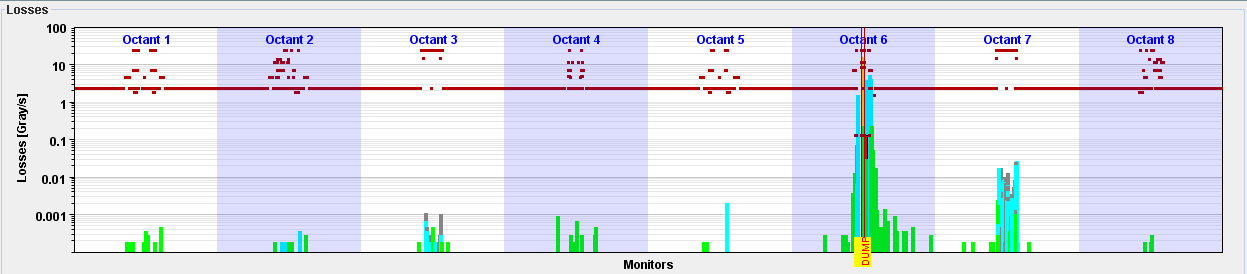 Losses
Octant 1 Octant 2 Octant 3 Octant 4 Octant 5 Octant 6 Octant 7 Octant 8
100
10
1
0.1
0.01
0.001
Losses [Gray/s]
DUMP
Monitors